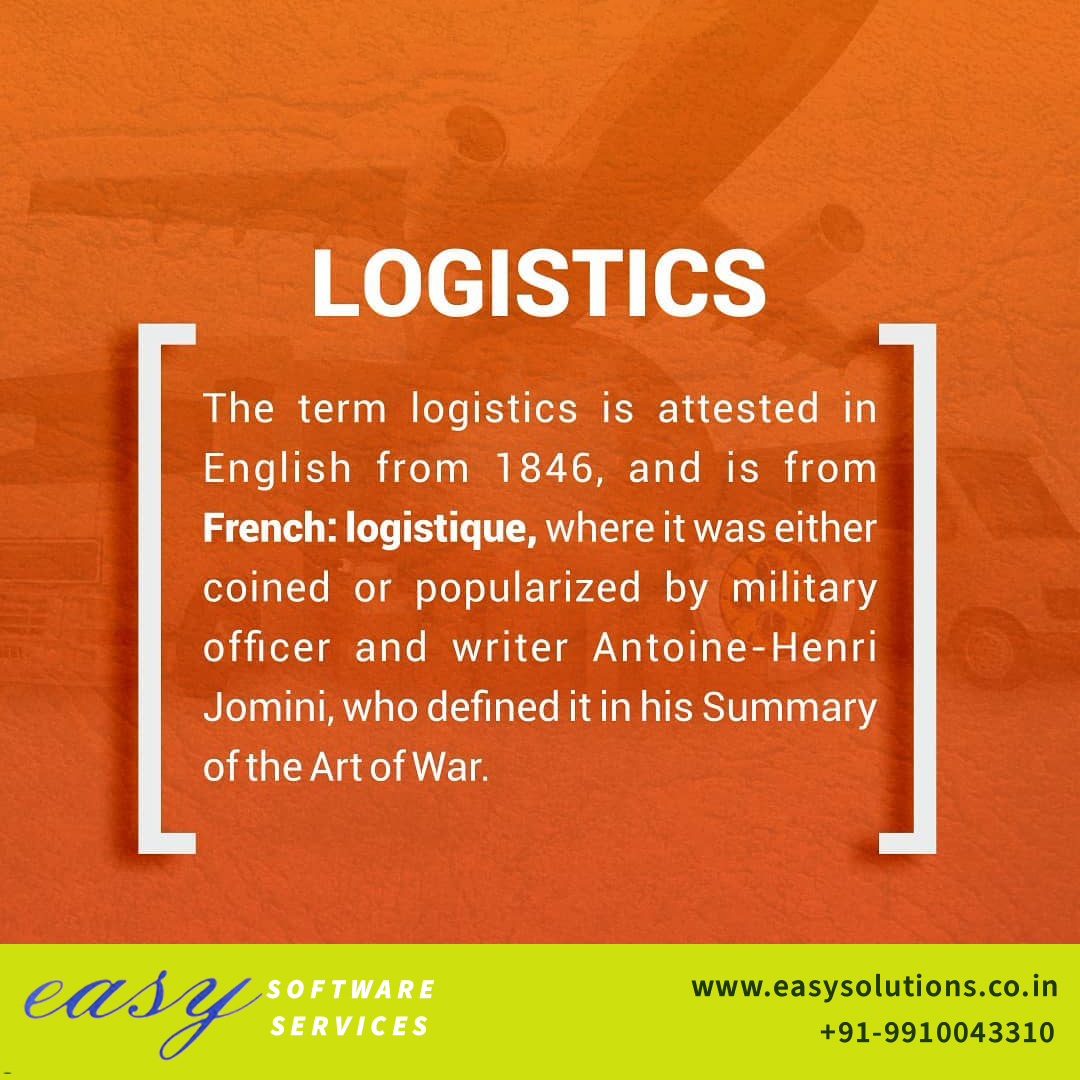 LOGISTICS
The term logistics is attested in
English from 1846, and is from
French: logistique, where it was either
coined or popularized by military
officer and writer Antoine-Henri
Jomini, who defined it in his Summary
of the Art of War.
easy SOFTWARE
SERVICES
www.easysolutions.co.in
+91-9910043310